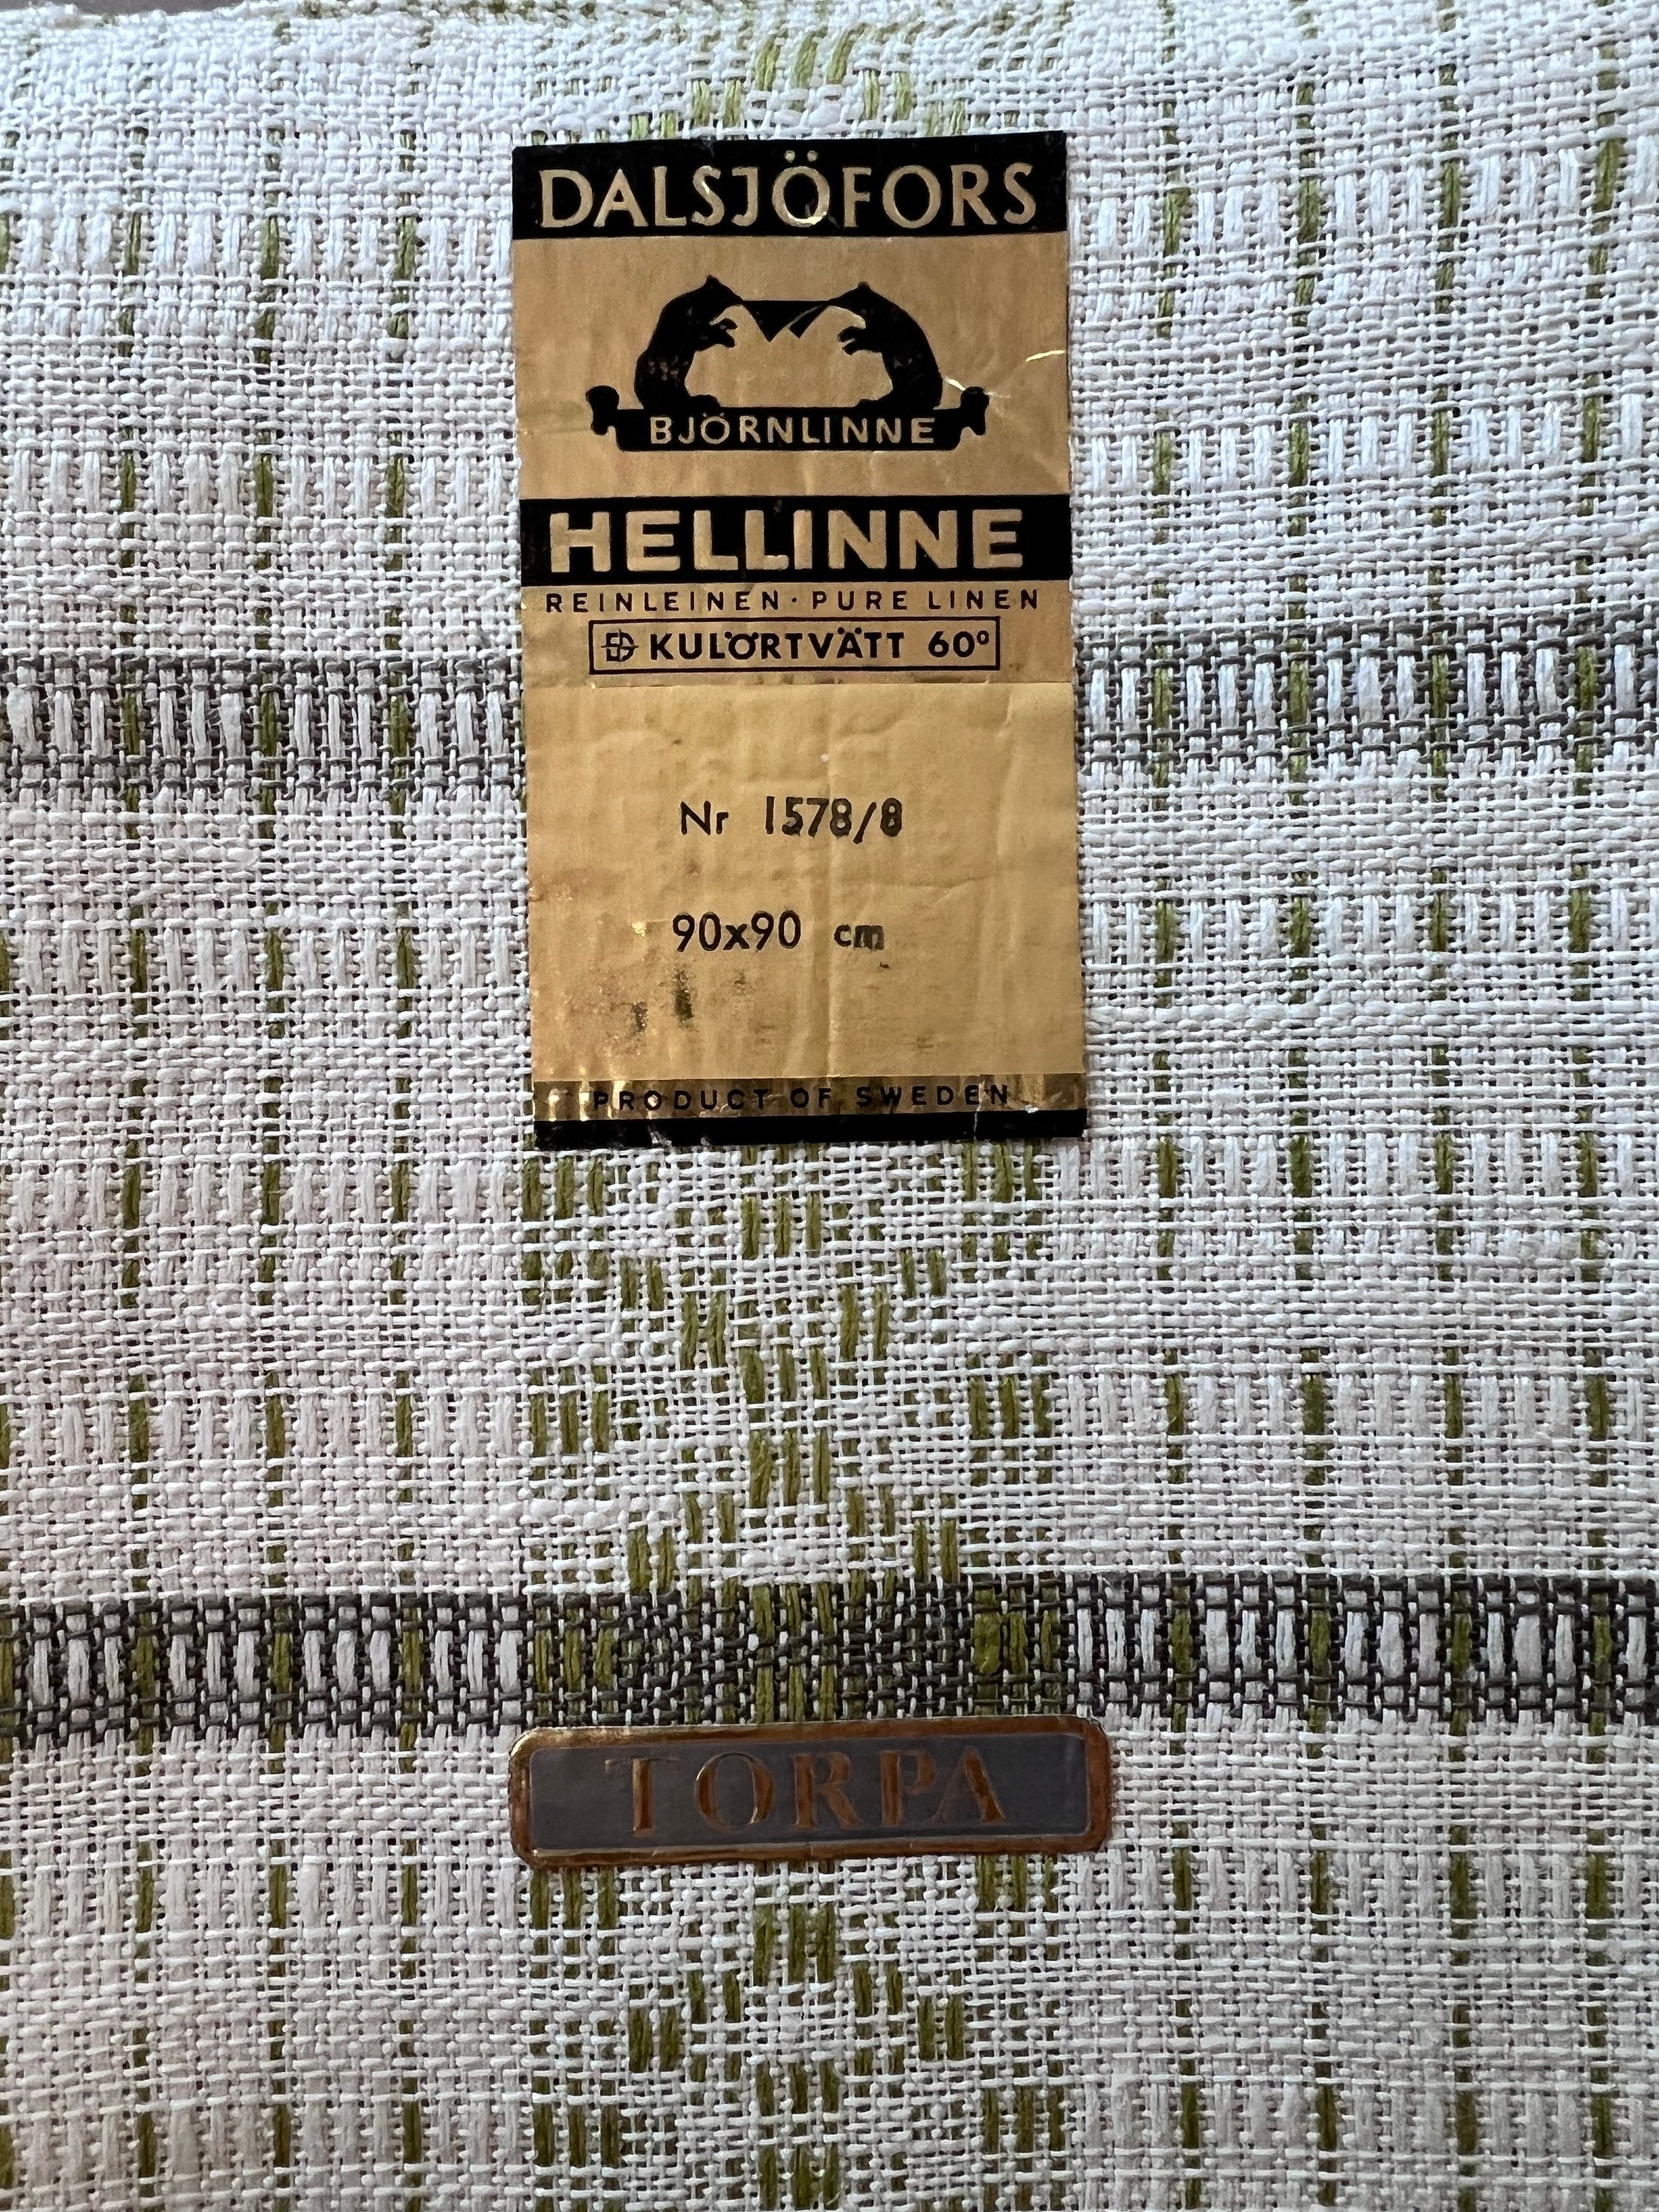 DALSJÖFORS
BJÖRNLINNE
HELLINNE
REINLEINEN · PURE LINEN
KULÖRTVÄTT 60°
Nr 1578/8
90x90 cm
PRODUCT OF SWEDEN
TORPA